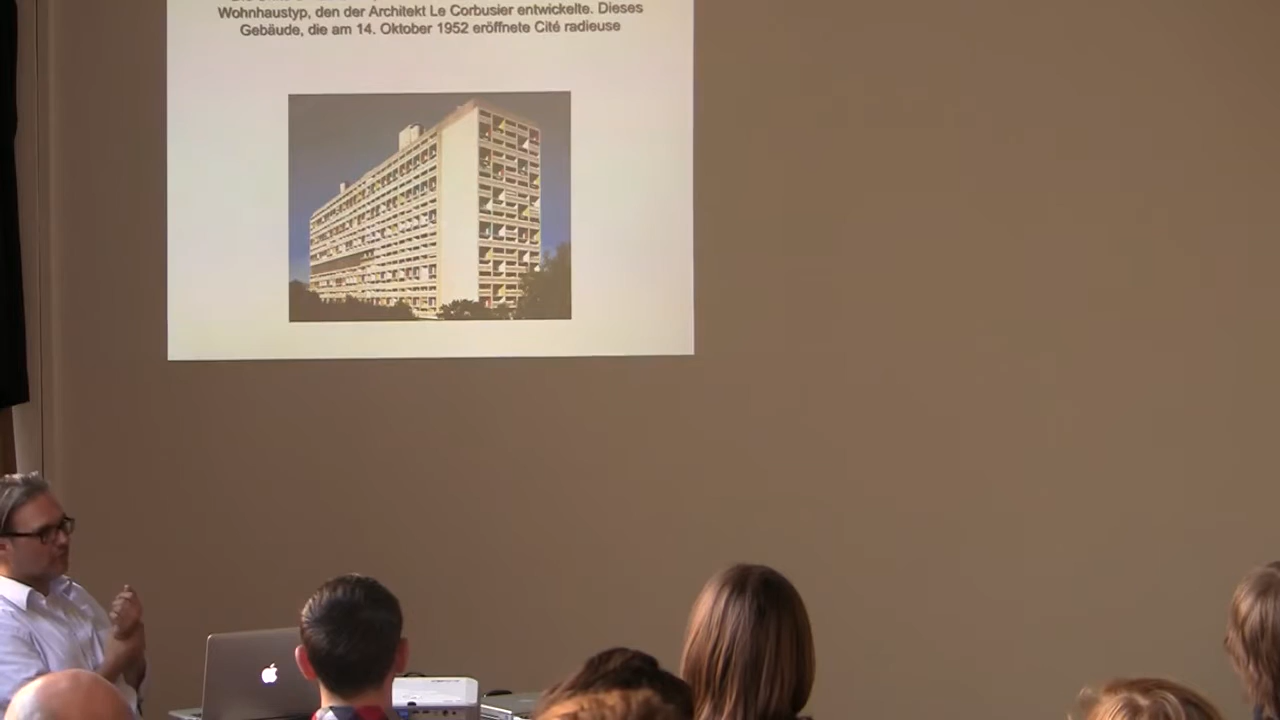 Wohnhaustyp, den der Architekt Le Corbusier entwickelte. Dieses
Gebäude, die am 14. Oktober 1952 eröffnete Cité radieuse